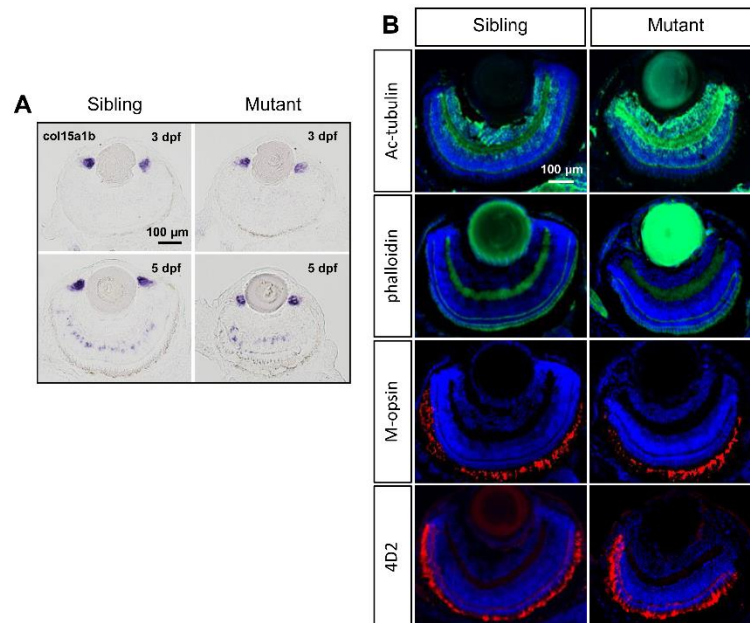 A
Sibling Mutant
col15a1b 3 dpf 3 dpf
100 µm
5 dpf 5 dpf
B
Sibling Mutant
Ac-tubulin
100 µm
phalloidin
M-opsin
4D2